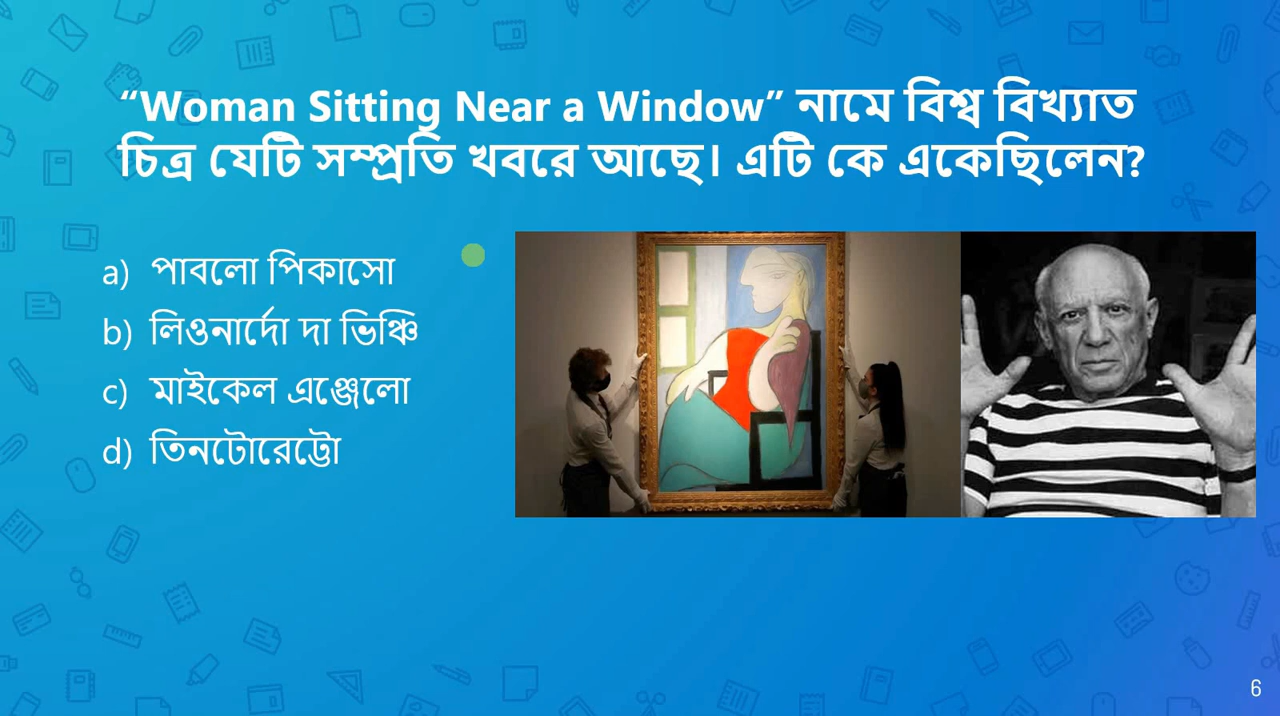 “Woman Sitting Near a Window” নামে বিশ্ব বিখ্যাত
চিত্র যেটি সম্প্রতি খবরে আছে। এটি কে একেছিলেন?
a) পাবলো পিকাসো
b) লিওনার্দো দা ভিঞ্চি
c) মাইকেল এঞ্জেলো
d) তিনটোরেট্টো
6